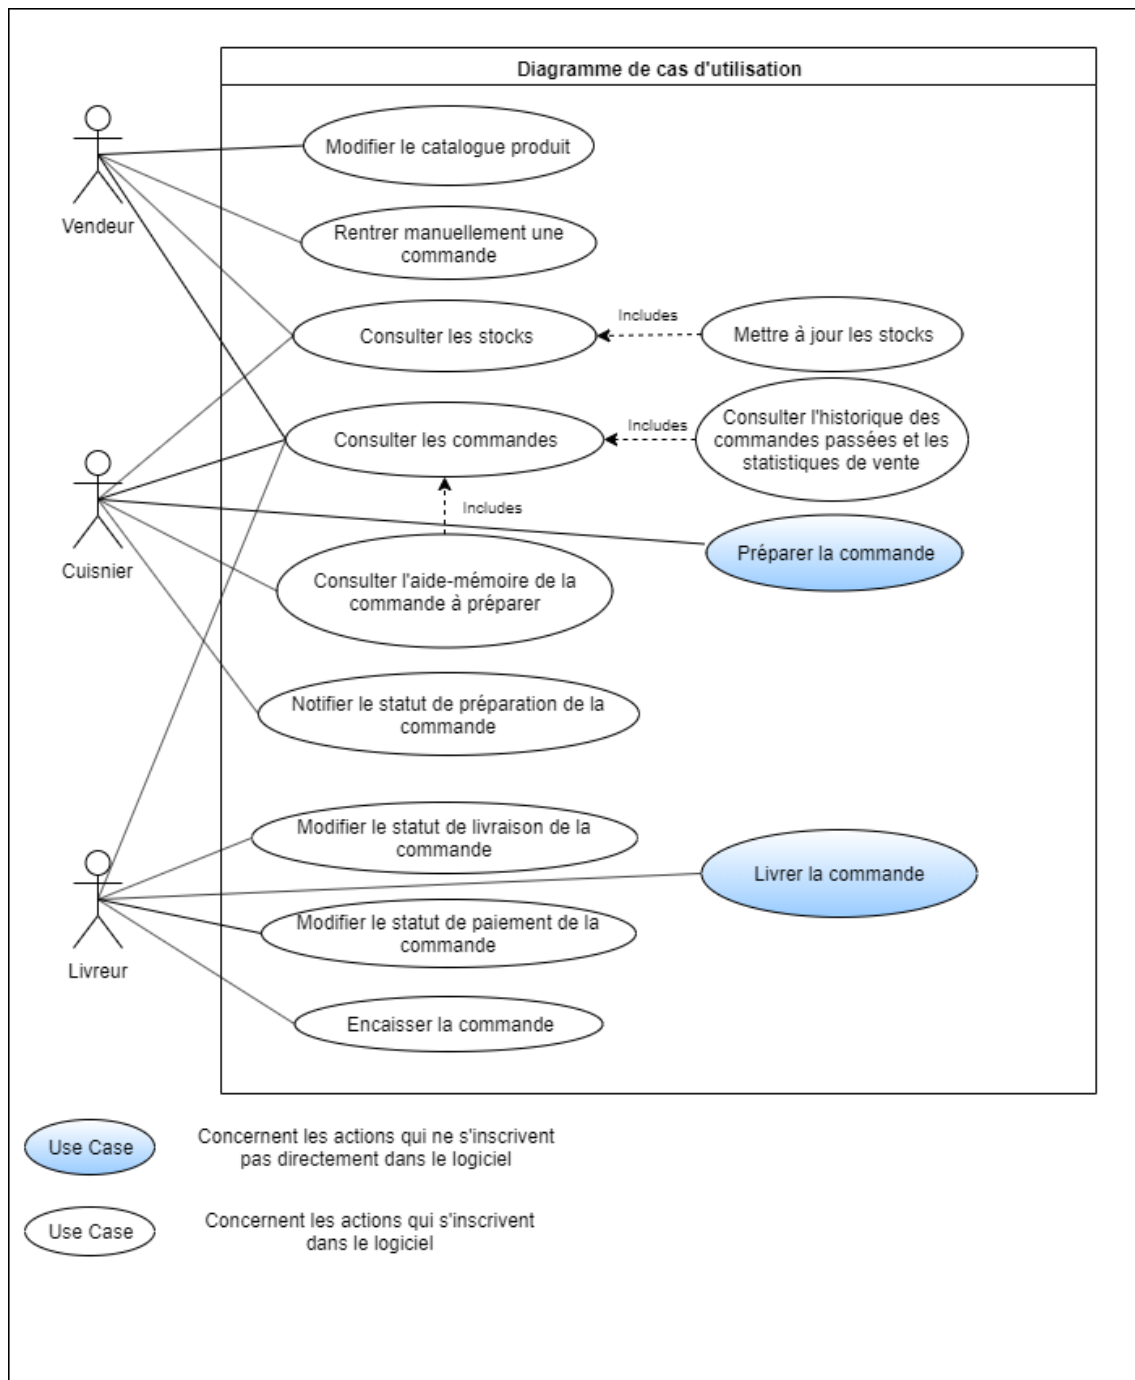 Diagramme de cas d'utilisation
Vendeur
Modifier le catalogue produit
Rentrer manuellement une
commande
Consulter les stocks
Includes
Mettre à jour les stocks
Consulter les commandes
Includes
Consulter l'historique des
commandes passées et les
statistiques de vente
Cuisnier
Includes
Préparer la commande
Consulter l'aide-mémoire de la
commande à préparer
Notifier le statut de préparation de la
commande
Modifier le statut de livraison de la
commande
Livrer la commande
Livreur
Modifier le statut de paiement de la
commande
Encaisser la commande
Use Case
Concernent les actions qui ne s'inscrivent
pas directement dans le logiciel
Use Case
Concernent les actions qui s'inscrivent
dans le logiciel